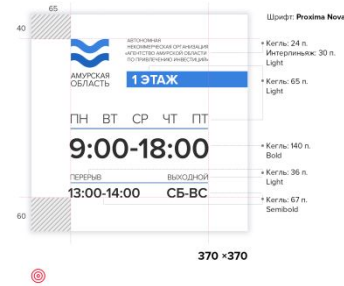 65
Шрифт: Proxima Nova
40
АВТОНОМНАЯ
НЕКОММЕРЧЕСКАЯ ОРГАНИЗАЦИЯ
«АГЕНТСТВО АМУРСКОЙ ОБЛАСТИ
ПО ПРИВЛЕЧЕНИЮ ИНВЕСТИЦИЙ»
Кегль: 24 п.
Интерлиньяж: 30 п.
Light
АМУРСКАЯ
ОБЛАСТЬ
1 ЭТАЖ
Кегль: 65 п.
Light
ПН ВТ СР ЧТ ПТ
9:00-18:00
Кегль: 140 п.
Bold
ПЕРЕРЫВ ВЫХОДНОЙ
Кегль: 36 п.
Light
13:00-14:00 СБ-ВС
Кегль: 67 п.
Semibold
60
370 ×370